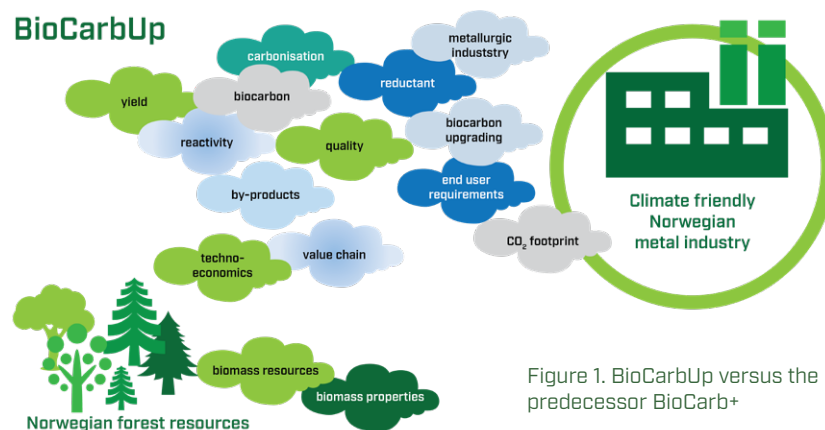 BioCarbUp
carbonisation
metallurgic
induststry
yield
biocarbon
reductant
reactivity
quality
biocarbon
upgrading
by-products
end user
requirements
techno-
economics
value chain
CO₂ footprint
Climate friendly
Norwegian
metal industry
biomass resources
biomass properties
Norwegian forest resources
Figure 1. BioCarbUp versus the
predecessor BioCarb+